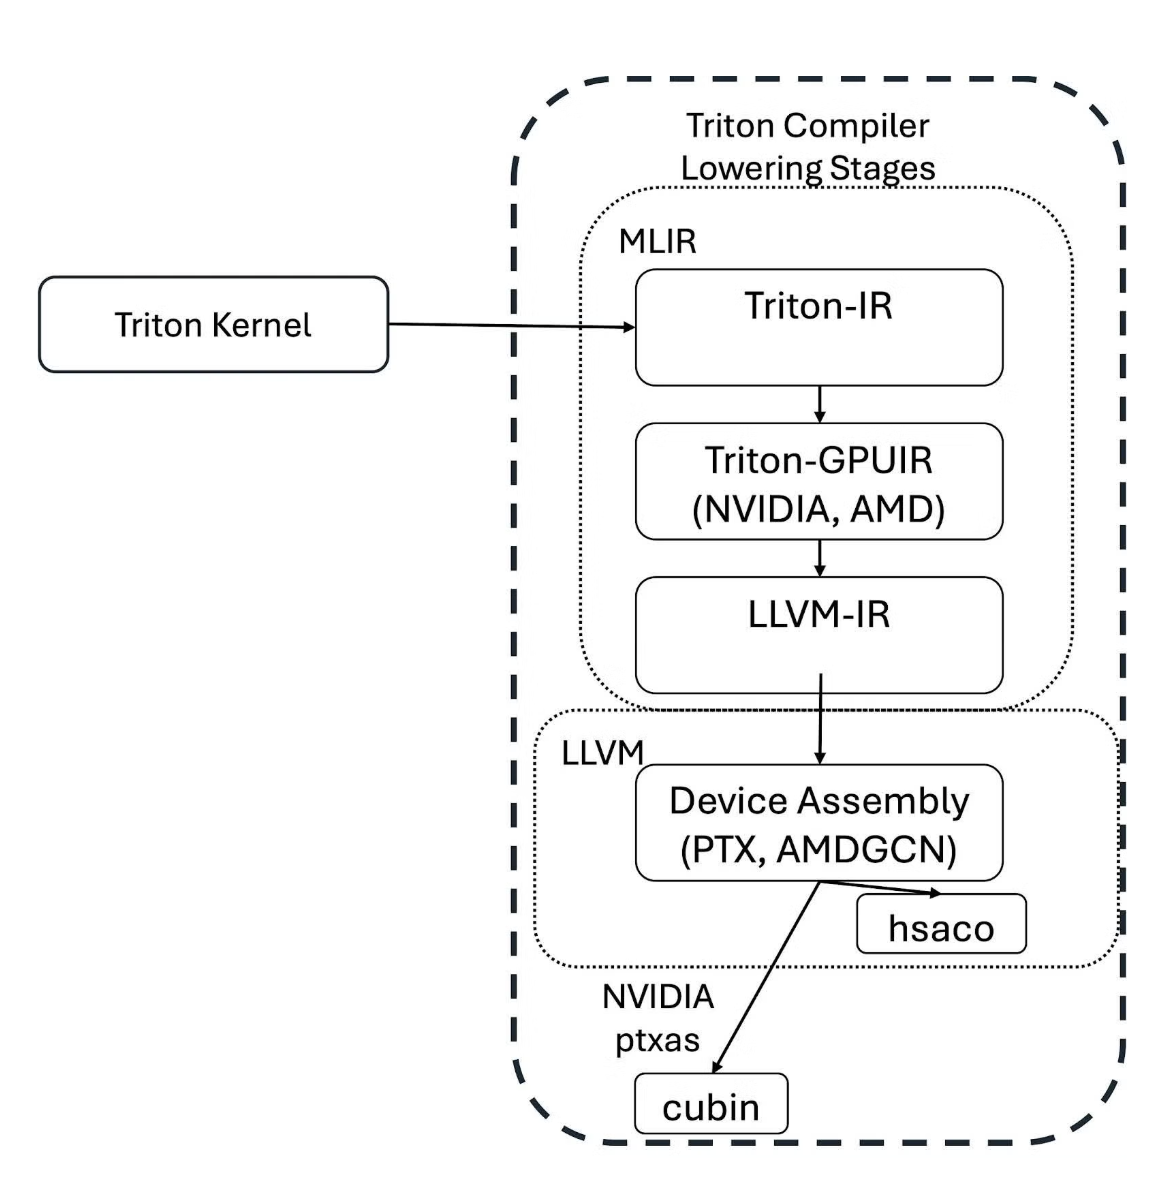 Triton Compiler
Lowering Stages
MLIR
Triton Kernel
Triton-IR
Triton-GPUIR
(NVIDIA, AMD)
LLVM-IR
LLVM
Device Assembly
(PTX, AMDGCN)
hsaco
NVIDIA
ptxas
cubin